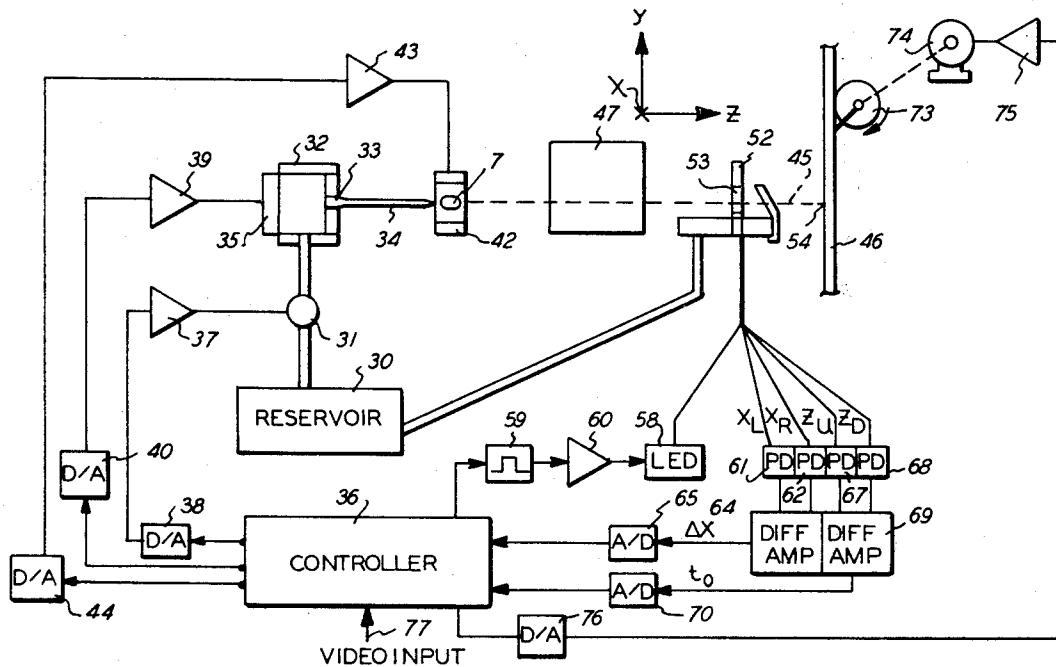 Y
74
43
X
Z
47
75
32
52
73
39
33
53
45
7
35
34
42
54
46
37
31
30
RESERVOIR
59
60
58
X_L X_R Z_U Z_D
LED
61 PD PD PD PD 68
62 67
40
D/A
38
36
65
64
69
D/A
CONTROLLER
A/D
ΔX
DIFF AMP
DIFF AMP
D/A
44
A/D
t₀
70
76
77
D/A
VIDEO INPUT